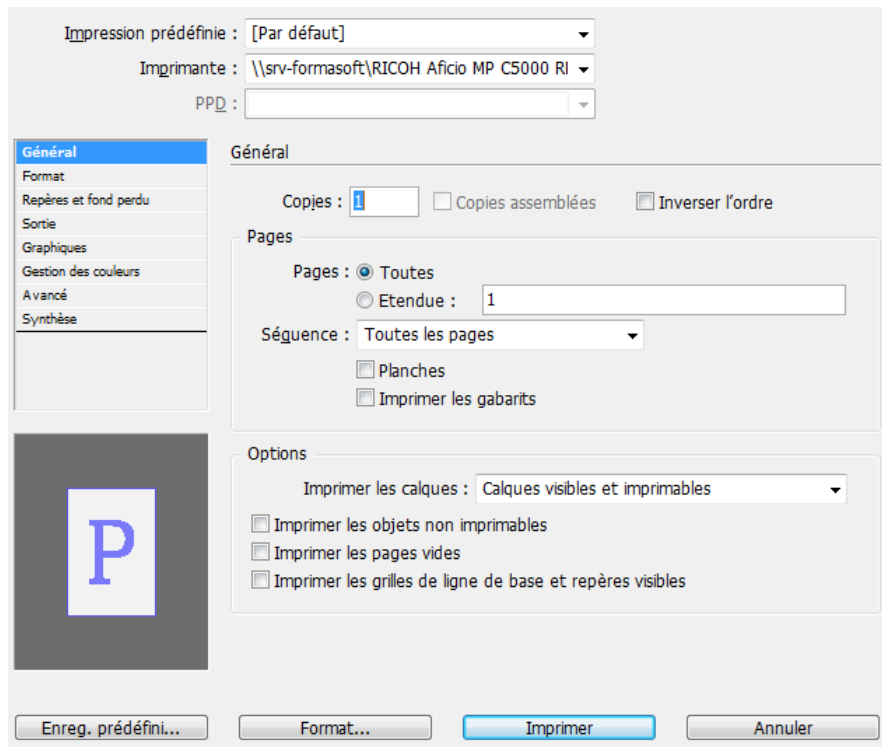 Impression prédéfinie : [Par défaut]
Imprimante : \\srv-formasoft\RICOH Aficio MP C5000 RI
PPD :
Général
Format
Repères et fond perdu
Sortie
Graphiques
Gestion des couleurs
Avancé
Synthèse
Général
Copies : 1 Copies assemblées Inverser l'ordre
Pages
Pages : Toutes
Etendue : 1
Séquence : Toutes les pages
Planches
Imprimer les gabarits
P
Options
Imprimer les calques : Calques visibles et imprimables
Imprimer les objets non imprimables
Imprimer les pages vides
Imprimer les grilles de ligne de base et repères visibles
Enreg. prédéfini... Format... Imprimer Annuler